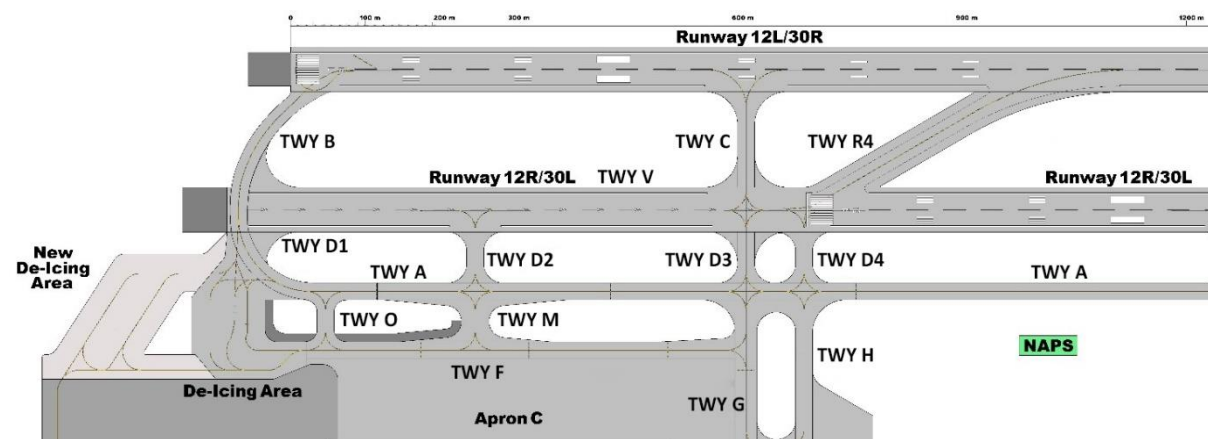 0 100 m 200 m 300 m 600 m 900 m 1200 m
Runway 12L/30R
TWY B
TWY C
TWY R4
Runway 12R/30L
TWY V
Runway 12R/30L
New
De-Icing
Area
TWY D1
TWY A
TWY D2
TWY D3
TWY D4
TWY A
TWY O
TWY M
TWY H
NAPS
TWY F
De-Icing Area
TWY G
Apron C